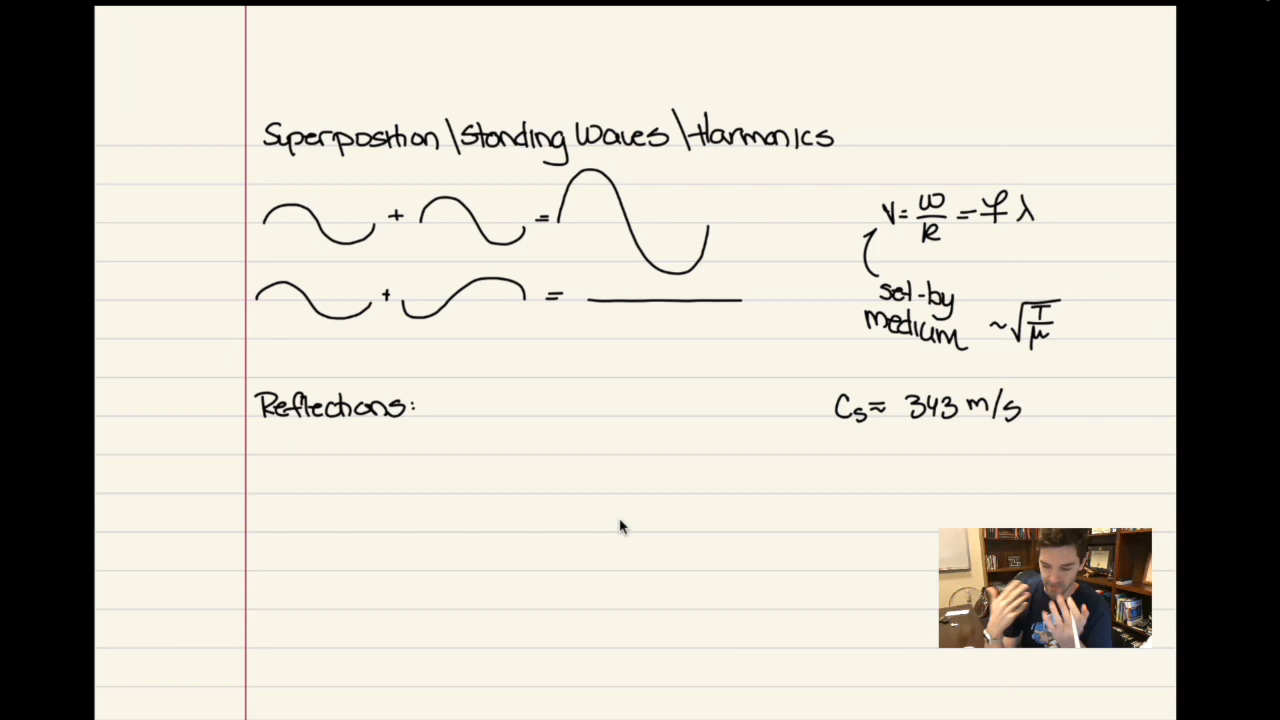 Superposition\Standing Waves\Harmonics
+ =
V = ω/k = f λ
+ =
set by medium ~ √T/μ
Reflections:
Cs ≈ 343 m/s